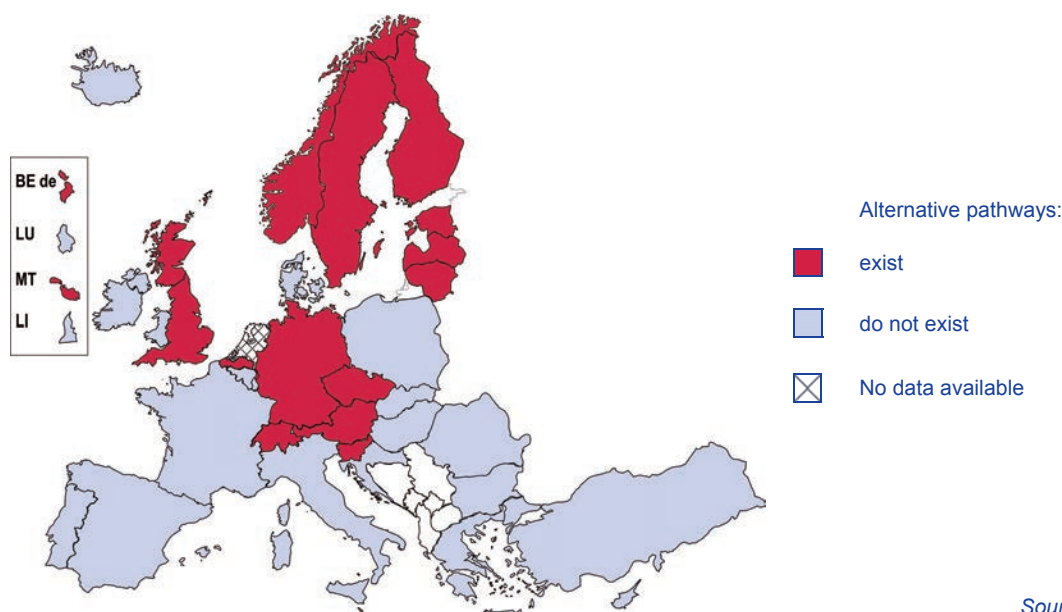 BE de
LU
MT
LI
Alternative pathways:
exist
do not exist
No data available